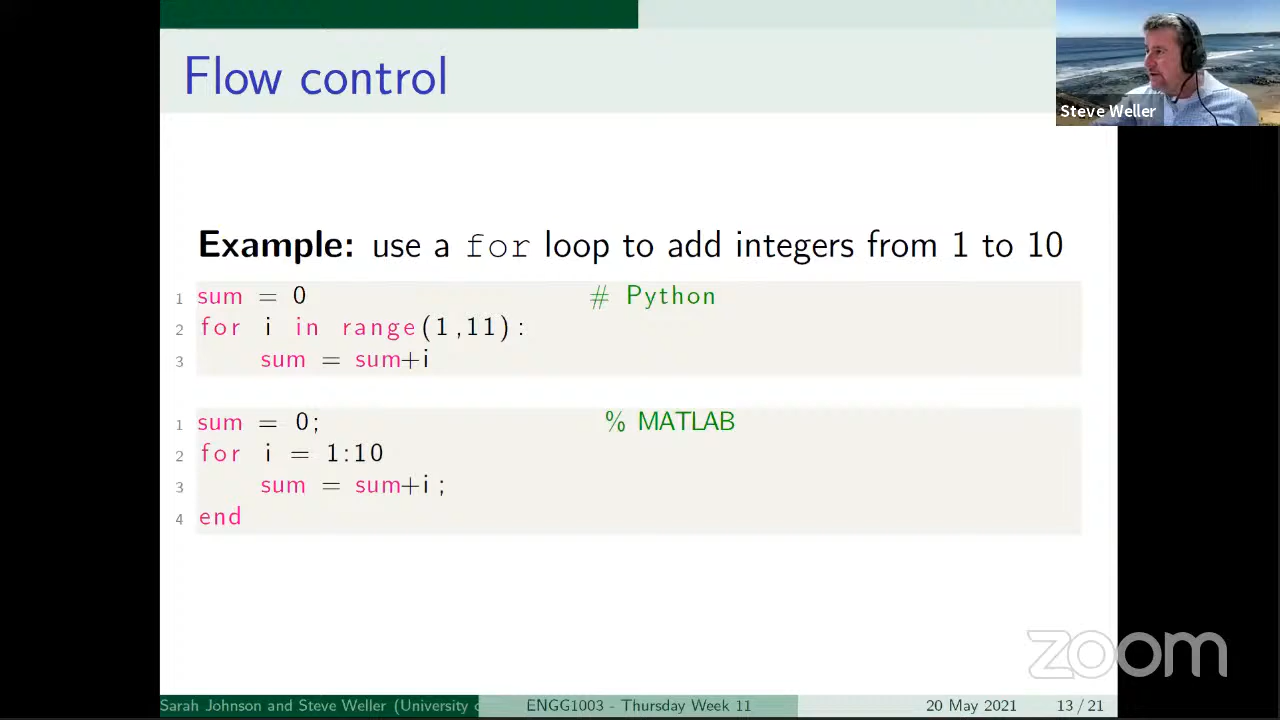 Flow control
Steve Weller
Example: use a for loop to add integers from 1 to 10
1 sum = 0 # Python
2 for i in range(1,11):
3 sum = sum+i
1 sum = 0; % MATLAB
2 for i = 1:10
3 sum = sum+i;
4 end
zoom
Sarah Johnson and Steve Weller (University ENGG1003 - Thursday Week 11 20 May 2021 13 / 21